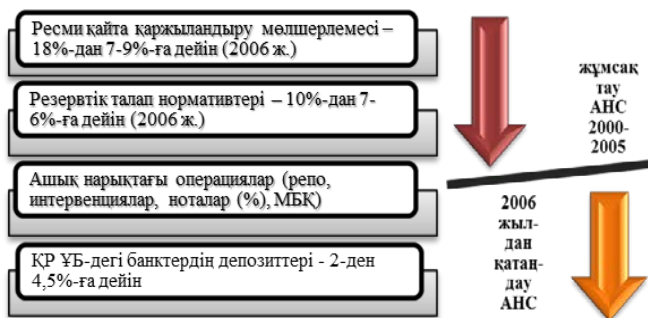 Ресми қайта қаржыландыру мөлшерлемесі –
18%-дан 7-9%-ға дейін (2006 ж.)
Резервтік талап нормативтері – 10%-дан 7-
6%-ға дейін (2006 ж.)
Ашық нарықтағы операциялар (репо,
интервенциялар, ноталар (%), МБҚ)
ҚР ҰБ-дегі банктердің депозиттері - 2-ден
4,5%-ға дейін
жұмсақ
тау
АНС
2000-
2005
2006
жыл-
дан
қатаң-
дау
АНС